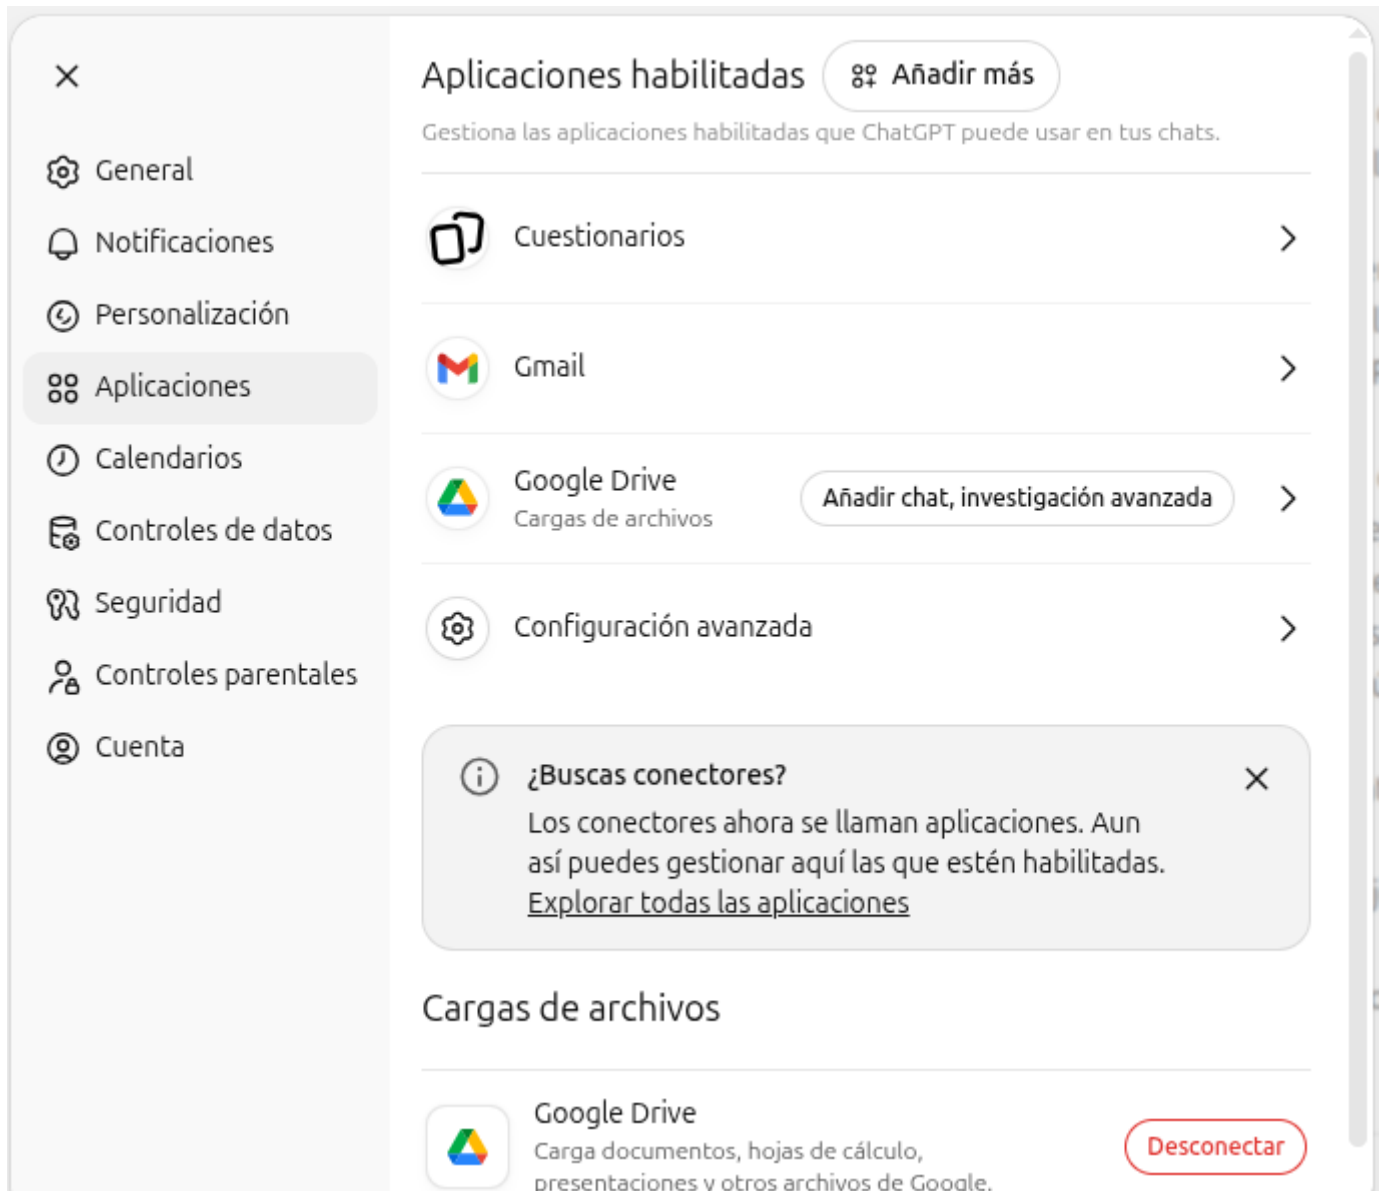 Aplicaciones habilitadas
Añadir más
Gestiona las aplicaciones habilitadas que ChatGPT puede usar en tus chats.
General
Notificaciones
Personalización
Aplicaciones
Calendarios
Controles de datos
Seguridad
Controles parentales
Cuenta
Cuestionarios
Gmail
Google Drive
Cargas de archivos
Añadir chat, investigación avanzada
Configuración avanzada
¿Buscas conectores?
Los conectores ahora se llaman aplicaciones. Aun
así puedes gestionar aquí las que estén habilitadas.
Explorar todas las aplicaciones
Cargas de archivos
Google Drive
Carga documentos, hojas de cálculo,
presentaciones y otros archivos de Google.
Desconectar